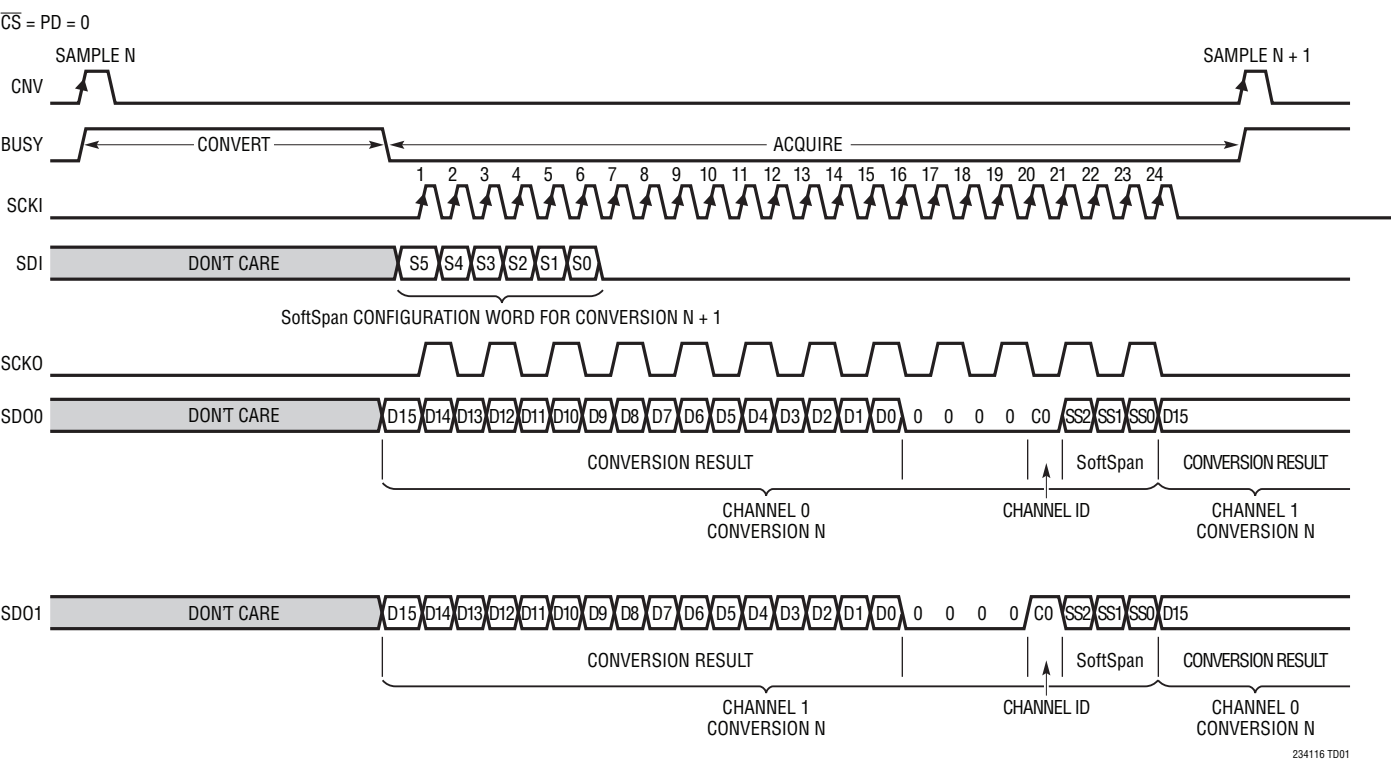 CS = PD = 0
SAMPLE N SAMPLE N + 1
CNV
BUSY CONVERT ACQUIRE
1 2 3 4 5 6 7 8 9 10 11 12 13 14 15 16 17 18 19 20 21 22 23 24
SCKI
SDI DON'T CARE S5 S4 S3 S2 S1 S0
SoftSpan CONFIGURATION WORD FOR CONVERSION N + 1
SCKO
SDO0 DON'T CARE D15 D14 D13 D12 D11 D10 D9 D8 D7 D6 D5 D4 D3 D2 D1 D0 0 0 0 0 C0 SS2 SS1 SS0 D15
CONVERSION RESULT SoftSpan CONVERSION RESULT
CHANNEL 0 CHANNEL ID CHANNEL 1
CONVERSION N CONVERSION N
SDO1 DON'T CARE D15 D14 D13 D12 D11 D10 D9 D8 D7 D6 D5 D4 D3 D2 D1 D0 0 0 0 0 C0 SS2 SS1 SS0 D15
CONVERSION RESULT SoftSpan CONVERSION RESULT
CHANNEL 1 CHANNEL ID CHANNEL 0
CONVERSION N CONVERSION N
234116 TD01